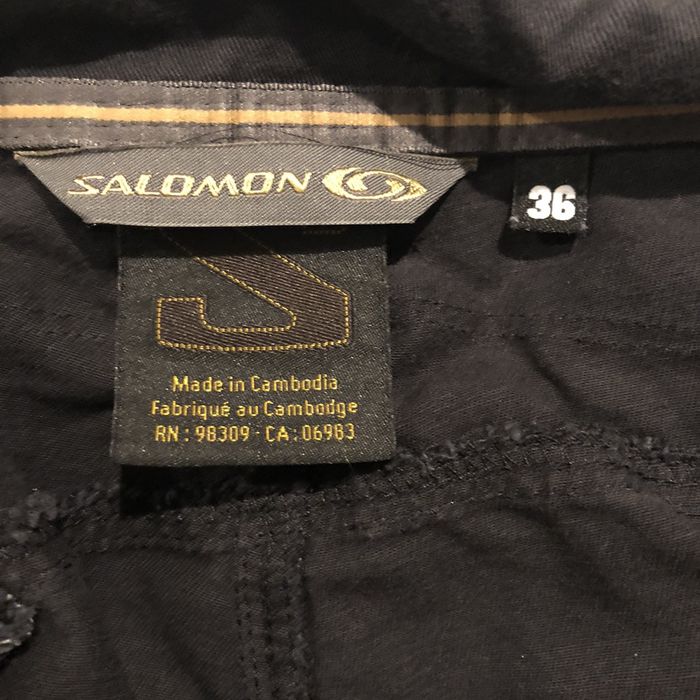 SALOMON
36
Made in Cambodia
Fabriqué au Cambodge
RN: 98309 · CA: 06983